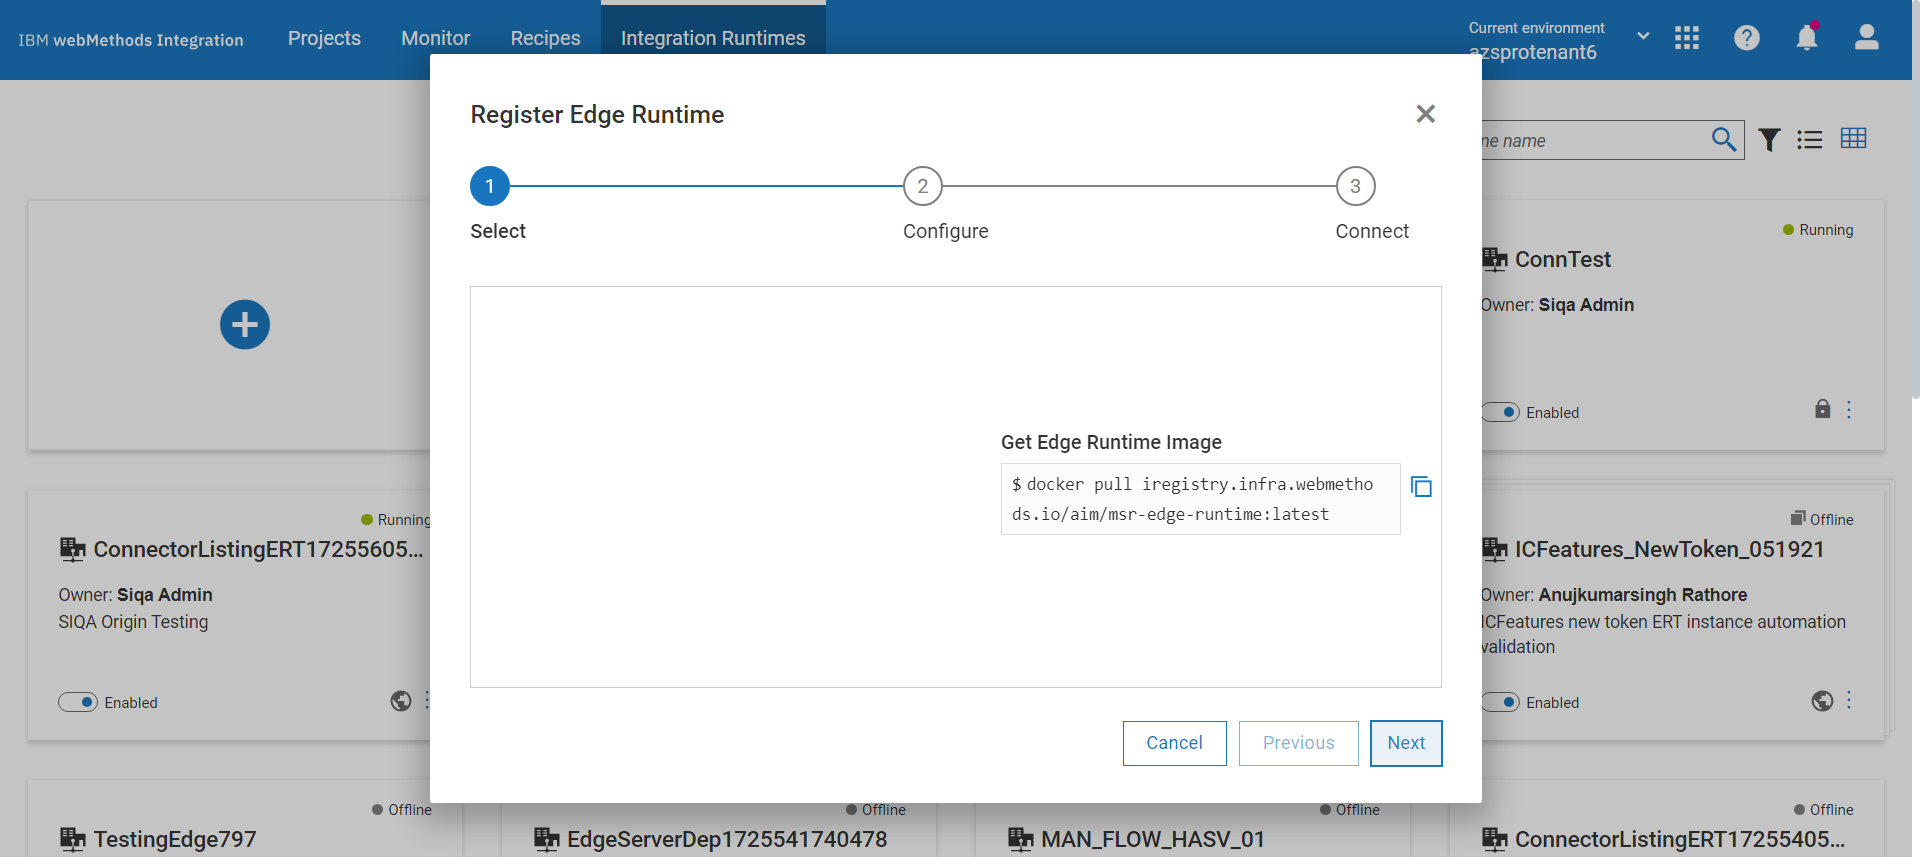 IBM webMethods Integration
Projects
Monitor
Recipes
Integration Runtimes
Current environment
azsprotenant6
Register Edge Runtime
1
2
3
Select
Configure
Connect
Get Edge Runtime Image
$ docker pull iregistry.infra.webmetho
ds.io/aim/msr-edge-runtime:latest
Cancel
Previous
Next
name
Running
ConnTest
Owner: Siqa Admin
Enabled
Running
ConnectorListingERT17255605...
Owner: Siqa Admin
SIQA Origin Testing
Enabled
Offline
ICFeatures_NewToken_051921
Owner: Anujkumarsingh Rathore
ICFeatures new token ERT instance automation
validation
Enabled
Offline
TestingEdge797
Offline
EdgeServerDep1725541740478
Offline
MAN_FLOW_HASV_01
Offline
ConnectorListingERT17255405...